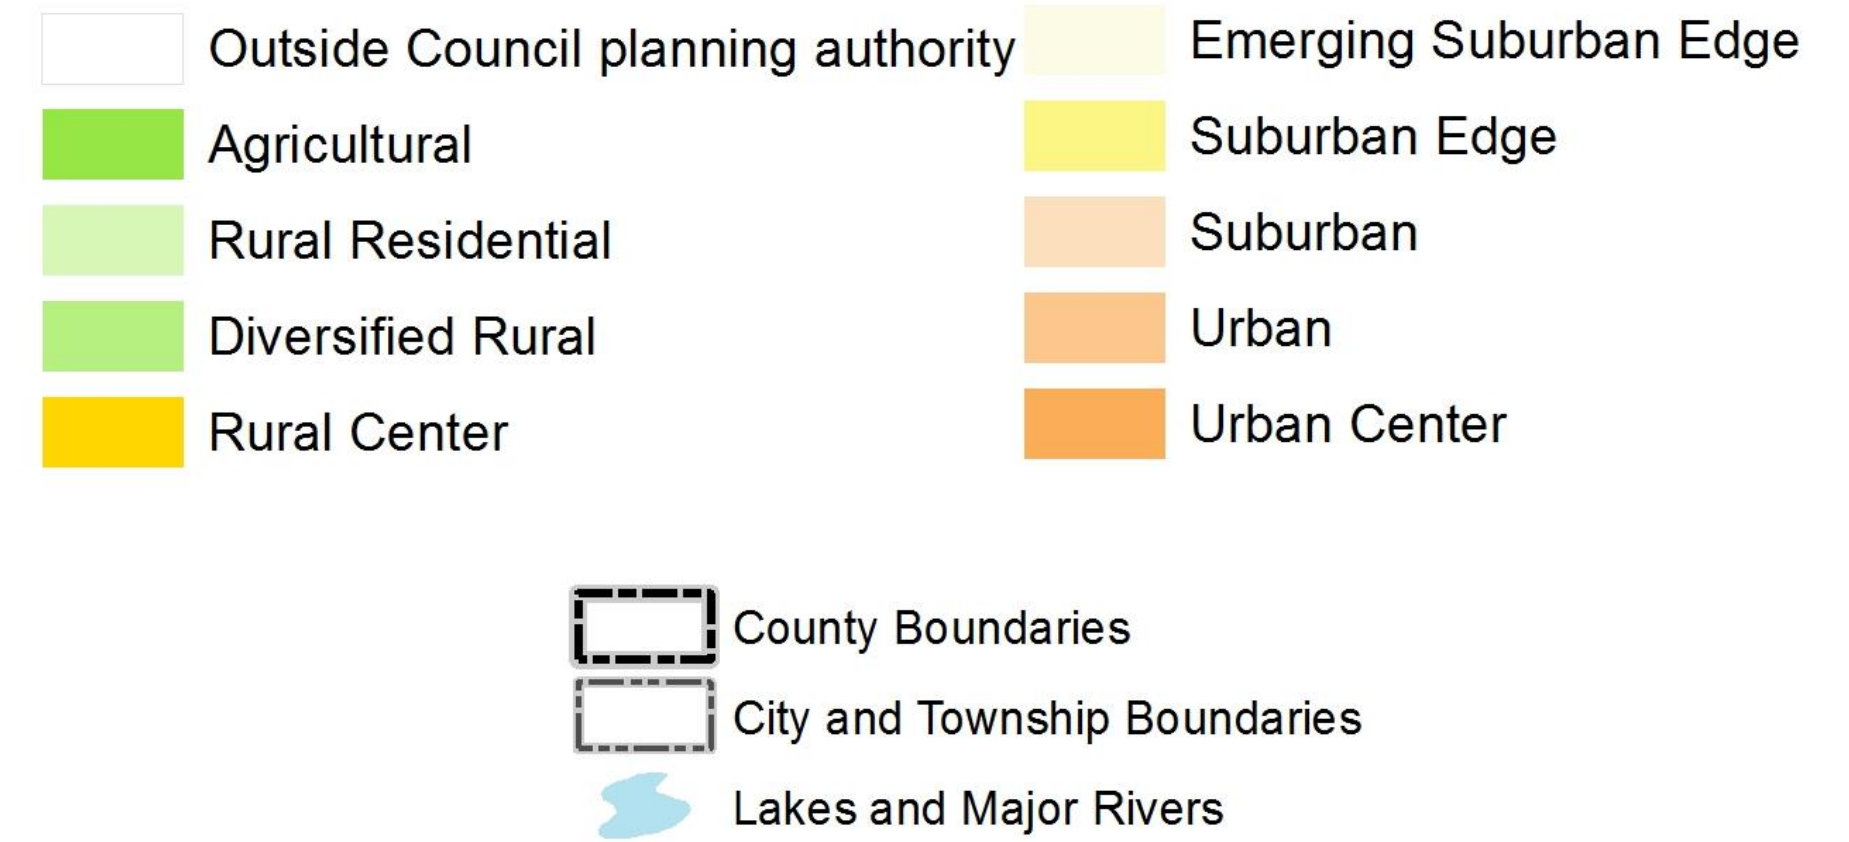 Outside Council planning authority
Agricultural
Rural Residential
Diversified Rural
Rural Center
Emerging Suburban Edge
Suburban Edge
Suburban
Urban
Urban Center
County Boundaries
City and Township Boundaries
Lakes and Major Rivers